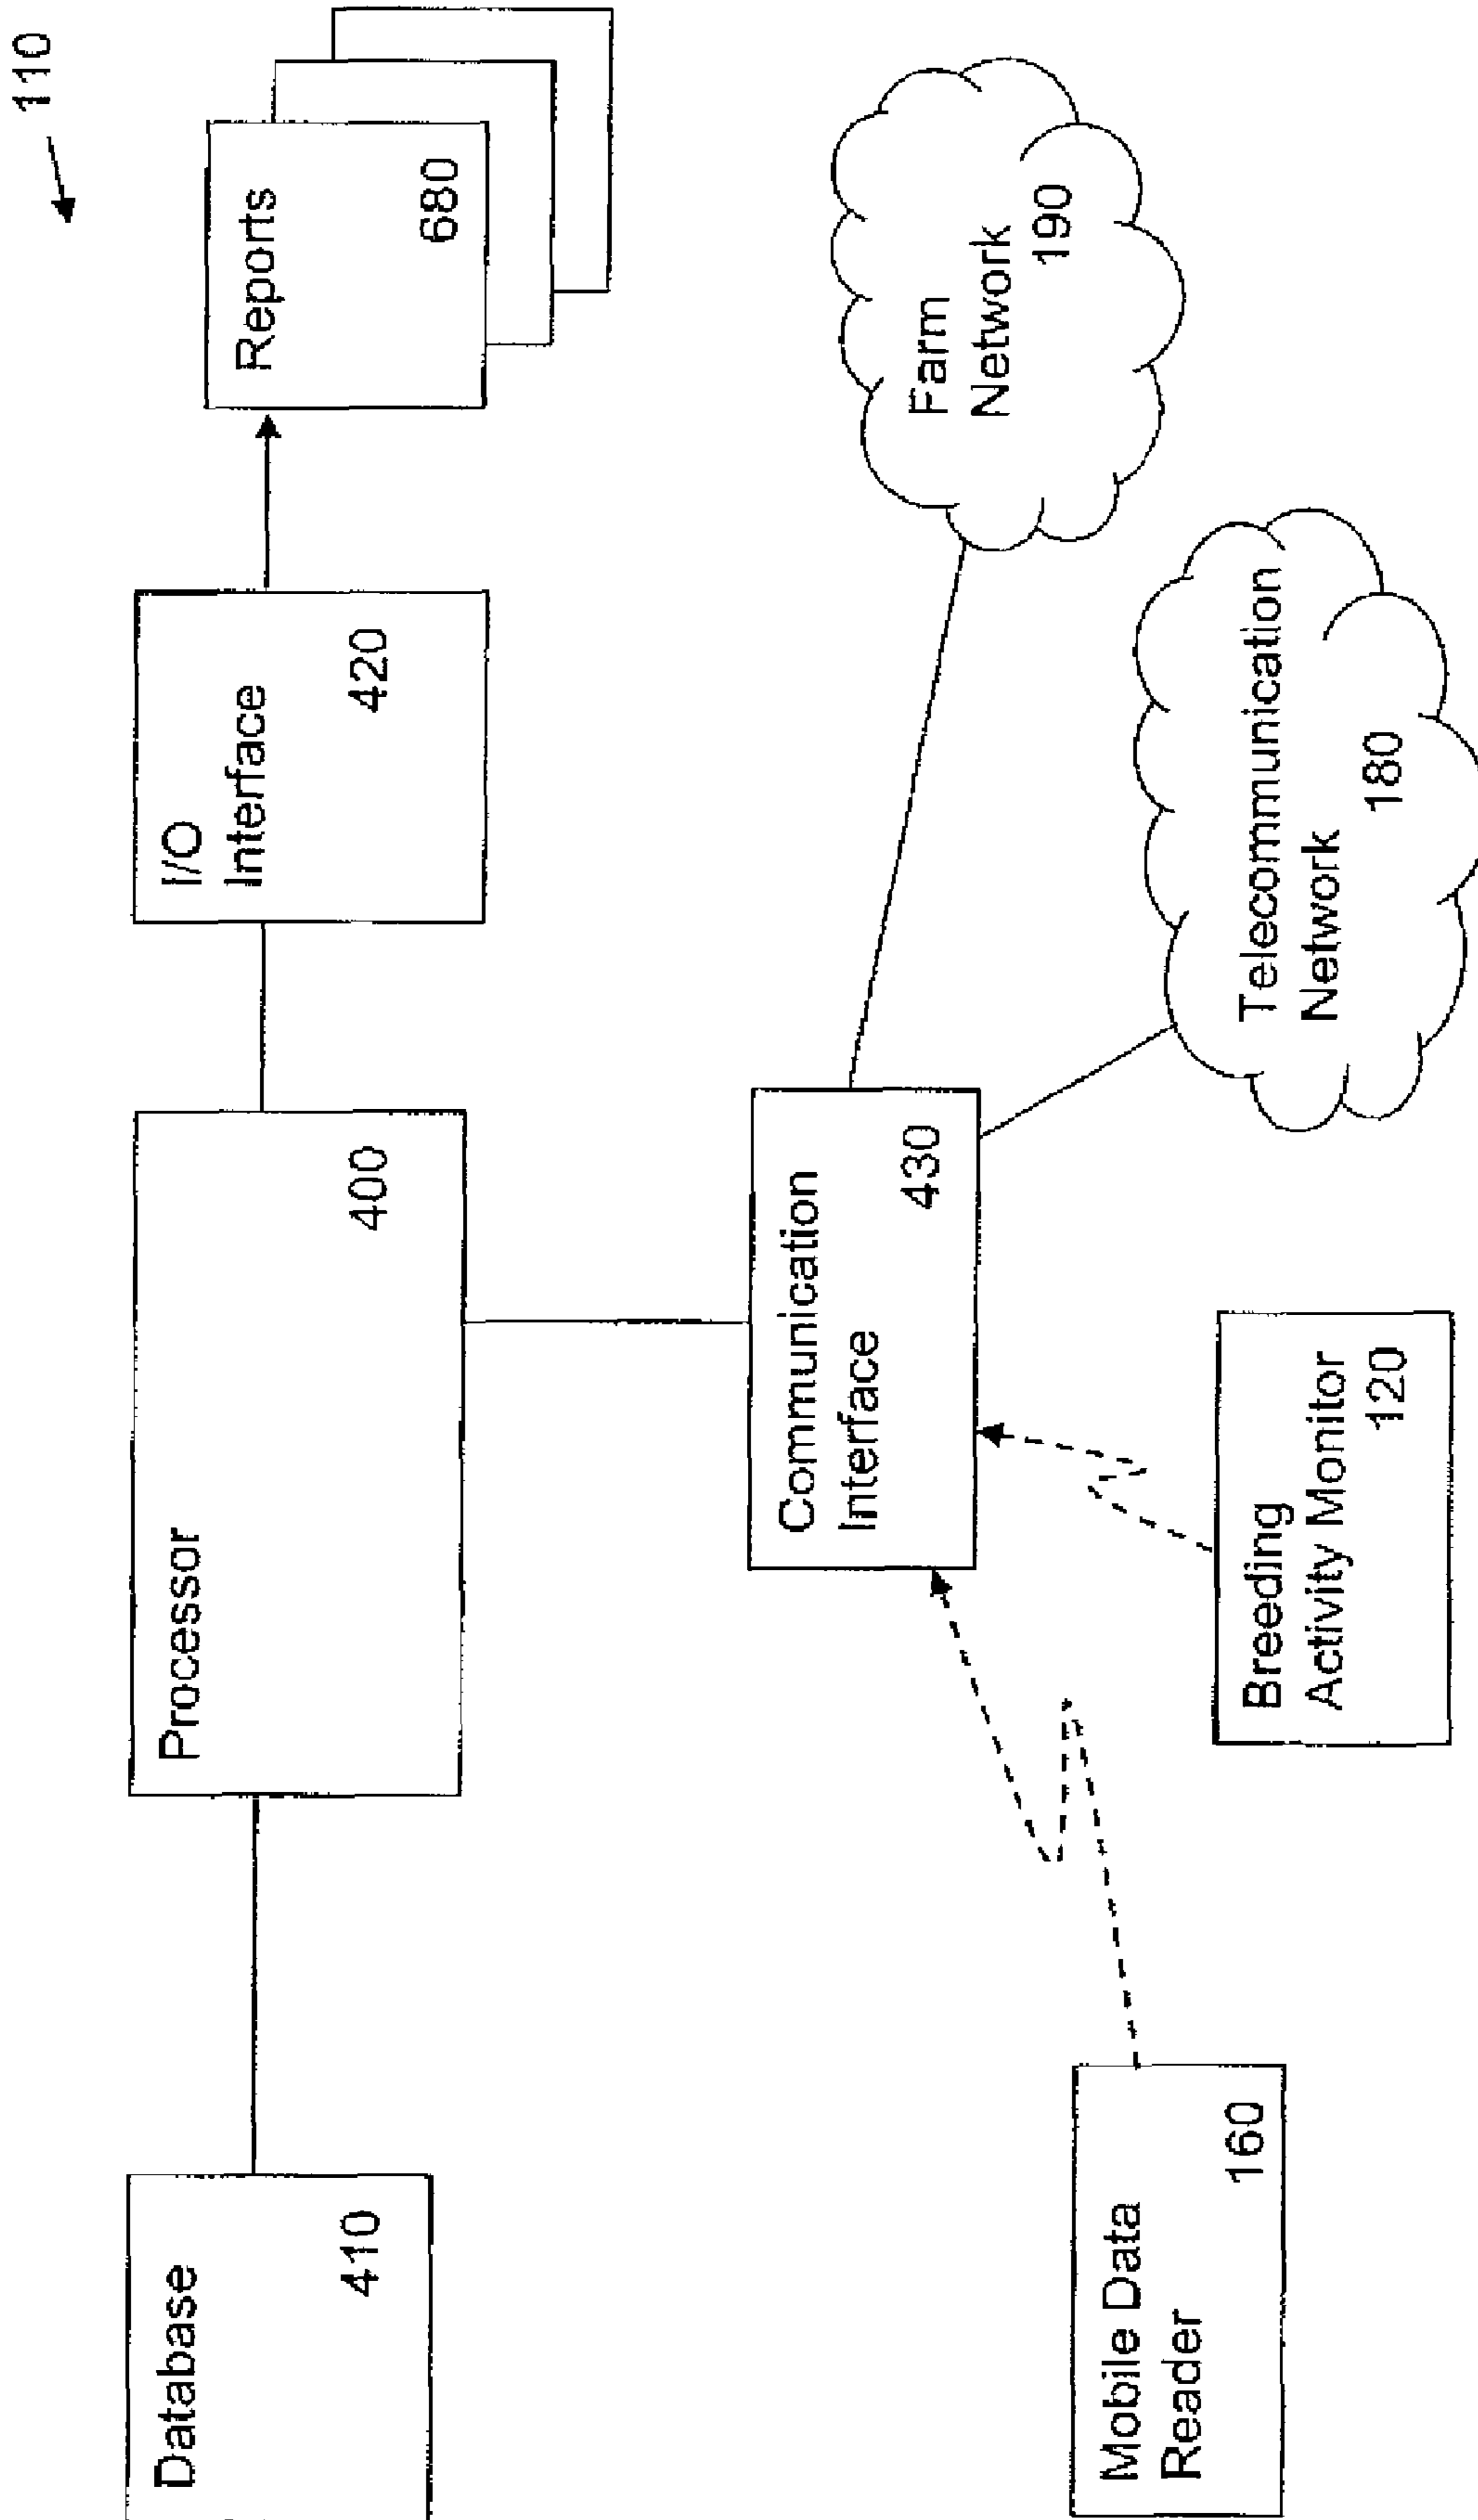 110
Database
410
Processor
400
I/O
Interface
420
Reports
680
Communication
Interface
430
Farm
Network
190
Telecommunication
Network
180
Mobile Data
Reader
160
Breeding
Activity Monitor
120